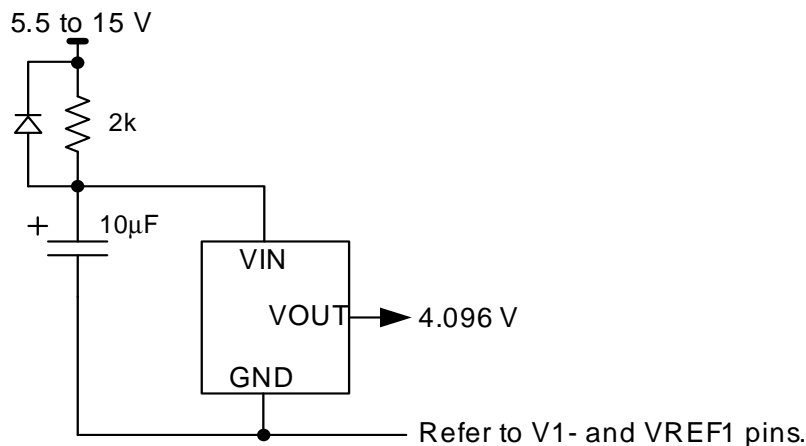 5.5 to 15 V
2k
+
10μF
VIN
VOUT
4.096 V
GND
Refer to V1- and VREF1 pins.